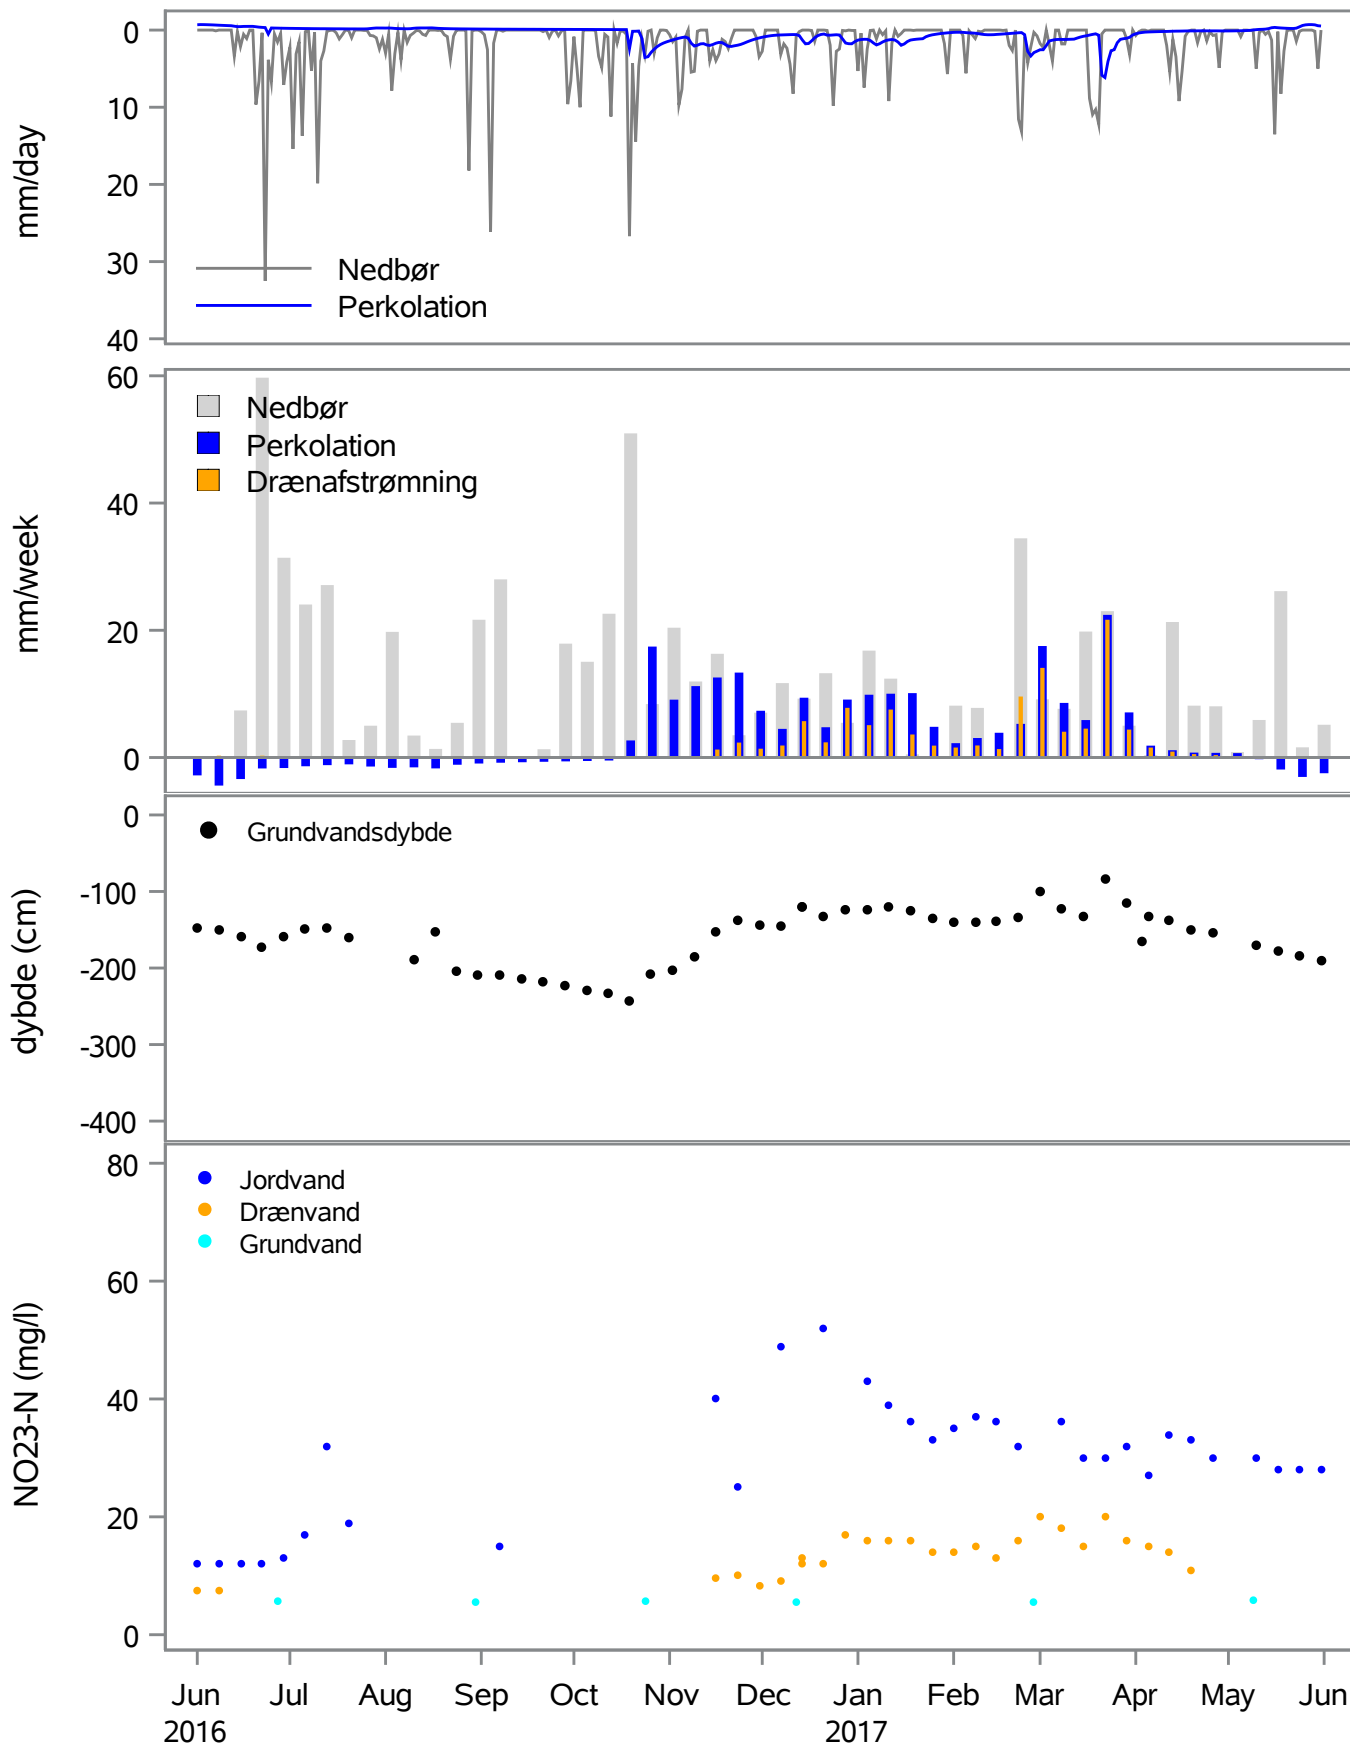 0
10
20
30
40
mm/day
Nedbør
Perkolation
60
40
20
0
mm/week
Nedbør
Perkolation
Drænafstrømning
0
-100
-200
-300
-400
dybde (cm)
Grundvandsdybde
80
60
40
20
0
NO23-N (mg/l)
Jordvand
Drænvand
Grundvand
Jun Jul Aug Sep Oct Nov Dec Jan Feb Mar Apr May Jun
2016 2017